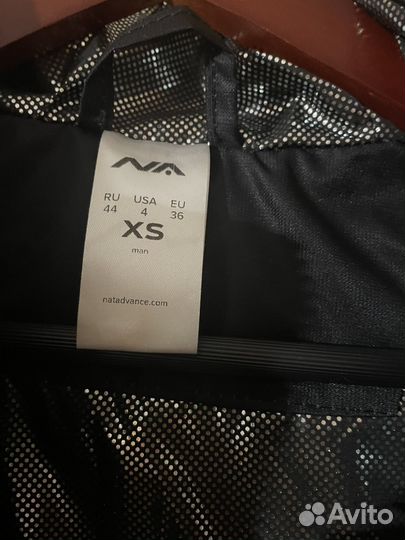 NA
RU USA EU
44 4 36
XS
man
natadvance.com
Avito